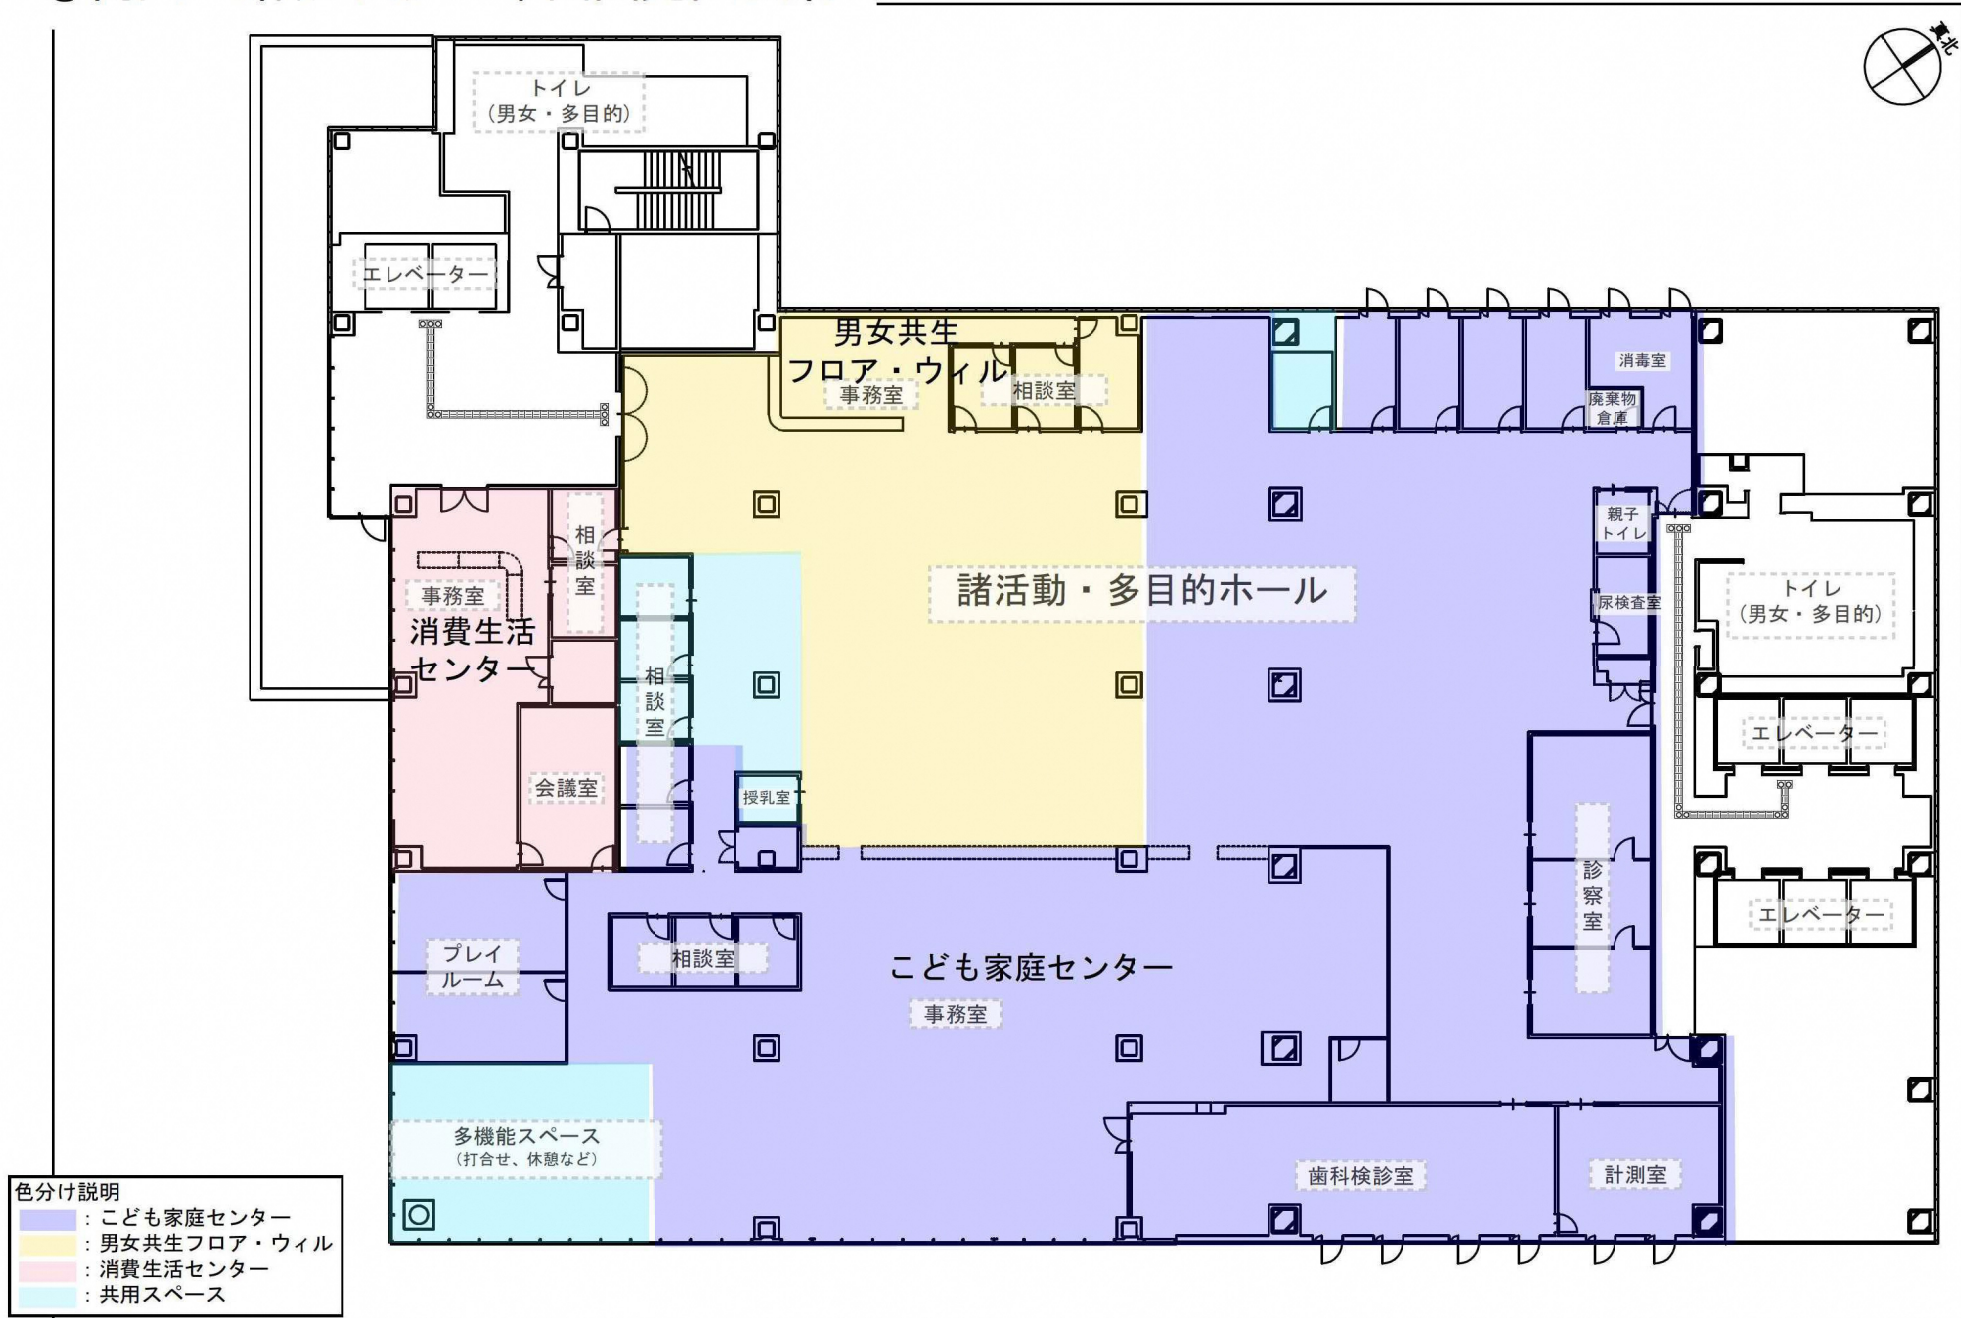 真北
トイレ
（男女・多目的）
エレベーター
男女共生
フロア・ウィル
事務室
相談室
消毒室
廃棄物
倉庫
相談室
事務室
消費生活
センター
会議室
相談室
授乳室
諸活動・多目的ホール
親子
トイレ
尿検査室
トイレ
（男女・多目的）
エレベーター
エレベーター
診察室
プレイ
ルーム
相談室
こども家庭センター
事務室
多機能スペース
（打合せ、休憩など）
歯科検診室
計測室
色分け説明
：こども家庭センター
：男女共生フロア・ウィル
：消費生活センター
：共用スペース